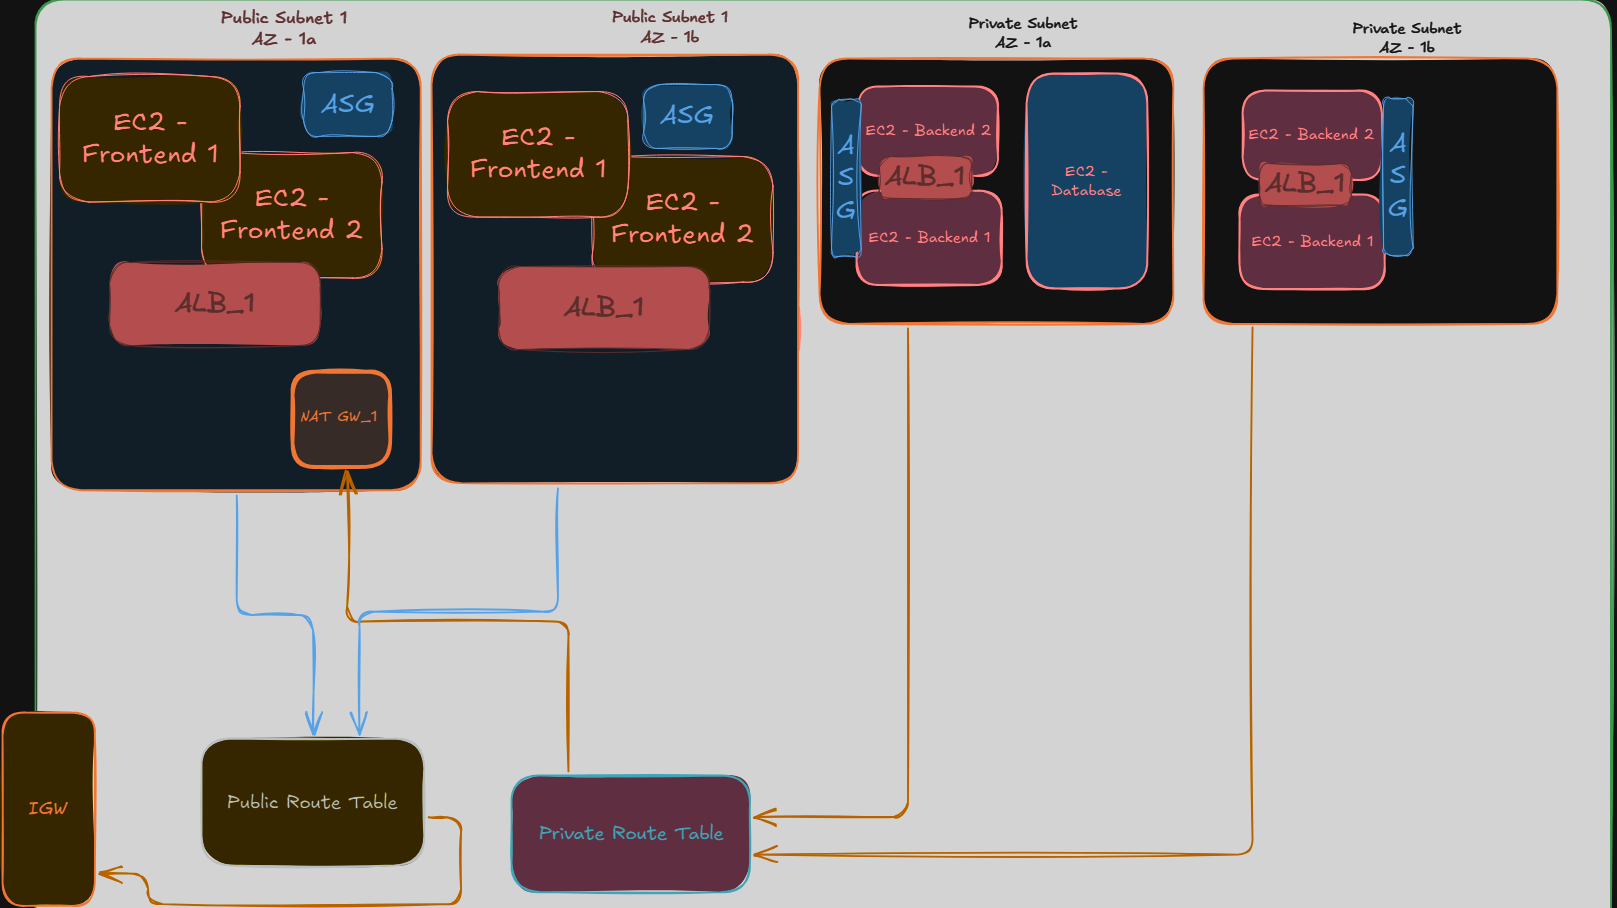 Public Subnet 1
AZ - 1a
Public Subnet 1
AZ - 1b
Private Subnet
AZ - 1a
Private Subnet
AZ - 1b
EC2 -
Frontend 1
ASG
EC2 -
Frontend 2
ALB_1
NAT GW_1
EC2 -
Frontend 1
ASG
EC2 -
Frontend 2
ALB_1
A
S
G
EC2 - Backend 2
ALB_1
EC2 - Backend 1
EC2 -
Database
EC2 - Backend 2
ALB_1
EC2 - Backend 1
A
S
G
IGW
Public Route Table
Private Route Table